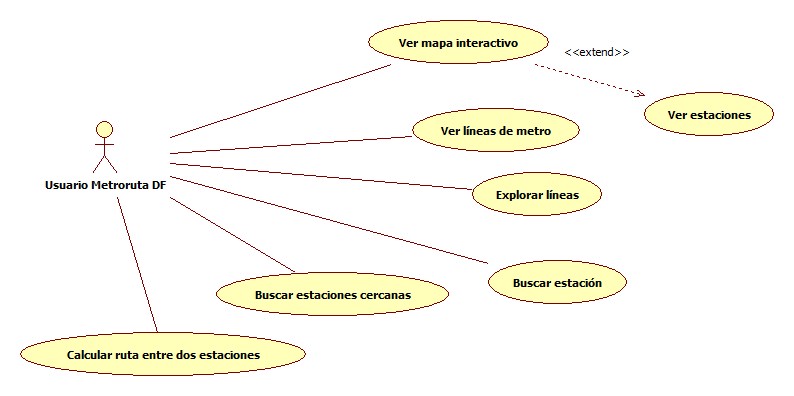 Ver mapa interactivo
<<extend>>
Ver estaciones
Ver líneas de metro
Usuario Metroruta DF
Explorar líneas
Buscar estación
Buscar estaciones cercanas
Calcular ruta entre dos estaciones